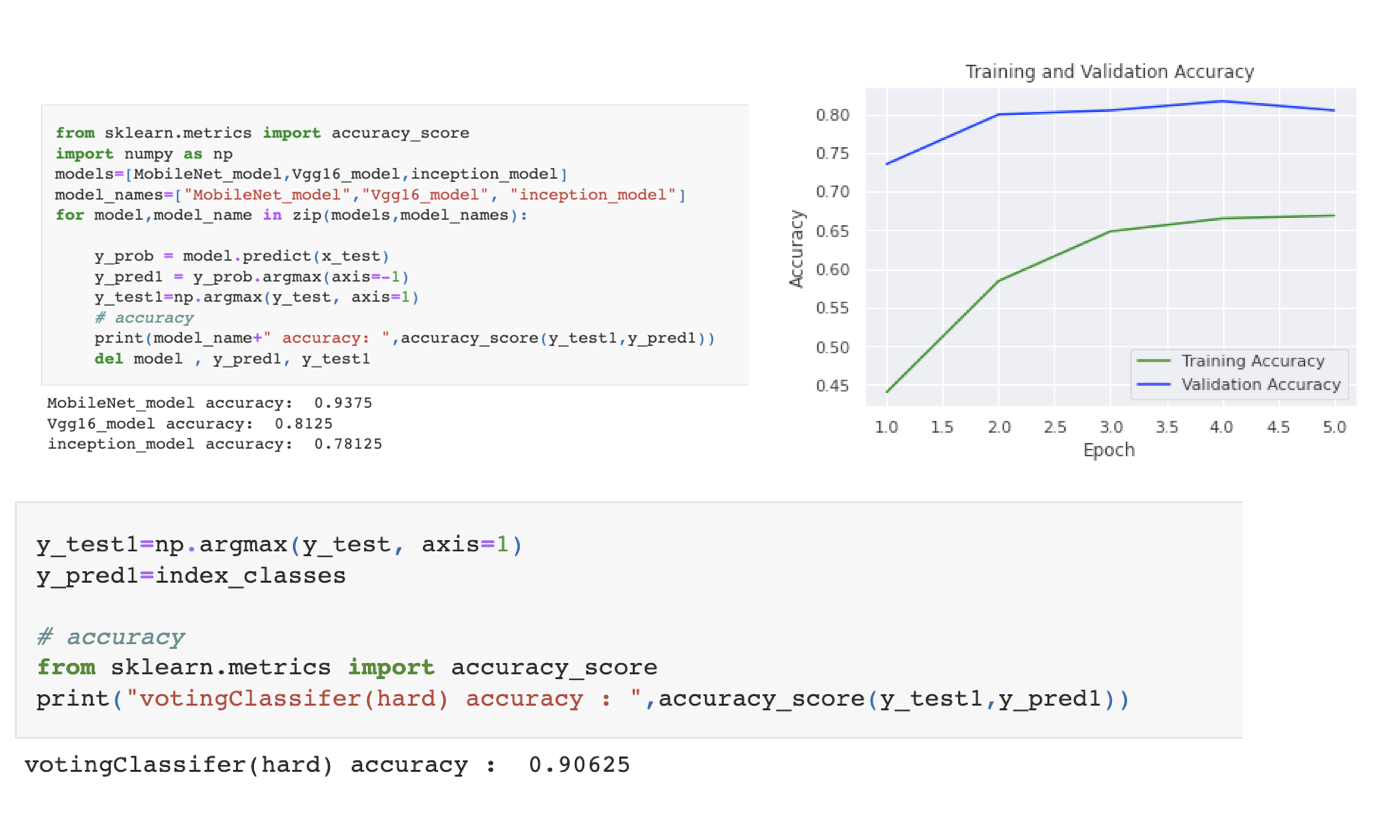 from sklearn.metrics import accuracy_score
import numpy as np
models=[MobileNet_model,Vgg16_model,inception_model]
model_names=["MobileNet_model","Vgg16_model", "inception_model"]
for model,model_name in zip(models,model_names):
y_prob = model.predict(x_test)
y_pred1 = y_prob.argmax(axis=-1)
y_test1=np.argmax(y_test, axis=1)
# accuracy
print(model_name+" accuracy: ",accuracy_score(y_test1,y_pred1))
del model , y_pred1, y_test1
MobileNet_model accuracy:  0.9375
Vgg16_model accuracy:  0.8125
inception_model accuracy:  0.78125
Training and Validation Accuracy
Accuracy
0.80
0.75
0.70
0.65
0.60
0.55
0.50
0.45
Training Accuracy
Validation Accuracy
1.0 1.5 2.0 2.5 3.0 3.5 4.0 4.5 5.0
Epoch
y_test1=np.argmax(y_test, axis=1)
y_pred1=index_classes
# accuracy
from sklearn.metrics import accuracy_score
print("votingClassifer(hard) accuracy : ",accuracy_score(y_test1,y_pred1))
votingClassifer(hard) accuracy :  0.90625